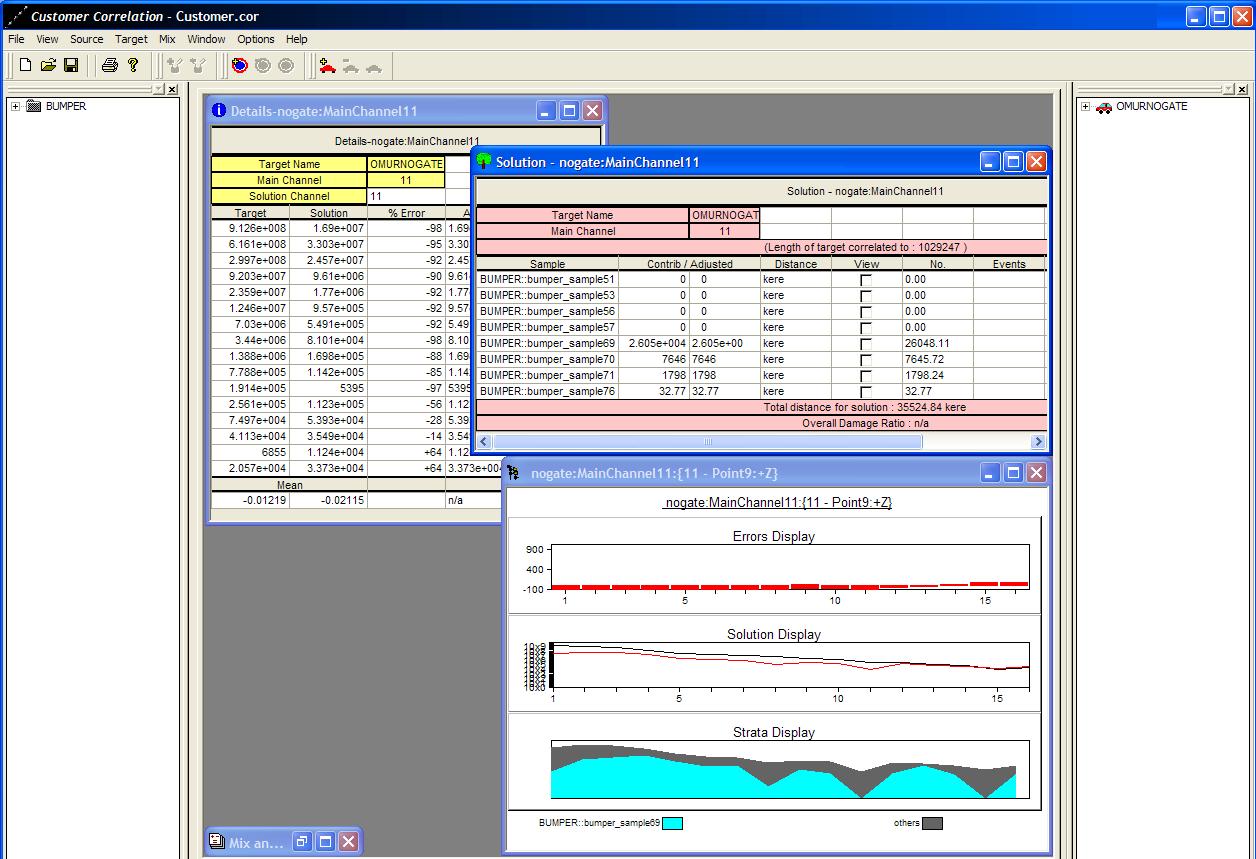 Customer Correlation - Customer.cor
File View Source Target Mix Window Options Help
BUMPER
OMURNOGATE
Details-nogate:MainChannel11
Details-nogate:MainChannel11
Target Name OMURNOGATE
Main Channel 11
Solution Channel 11
Target Solution % Error A
9.126e+008 1.69e+007 -98 1.69
6.161e+008 3.303e+007 -95 3.30
2.997e+008 2.457e+007 -92 2.45
9.203e+007 9.61e+006 -90 9.61
2.359e+007 1.77e+006 -92 1.77
1.246e+007 9.57e+005 -92 9.57
7.03e+006 5.491e+005 -92 5.49
3.44e+006 8.101e+004 -98 8.10
1.388e+006 1.698e+005 -88 1.69
7.788e+005 1.142e+005 -85 1.14
1.914e+005 5395 -97 5395
2.561e+005 1.123e+005 -56 1.12
7.497e+004 5.393e+004 -28 5.39
4.113e+004 3.549e+004 -14 3.54
6855 1.124e+004 +64 1.12
2.057e+004 3.373e+004 +64 3.373e+004
Mean
-0.01219 -0.02115 n/a
Solution - nogate:MainChannel11
Solution - nogate:MainChannel11
Target Name OMURNOGAT
Main Channel 11
(Length of target correlated to : 1029247 )
Sample Contrib / Adjusted Distance View No. Events
BUMPER::bumper_sample51 0 0 kere 0.00
BUMPER::bumper_sample53 0 0 kere 0.00
BUMPER::bumper_sample56 0 0 kere 0.00
BUMPER::bumper_sample57 0 0 kere 0.00
BUMPER::bumper_sample69 2.605e+004 2.605e+00 kere 26048.11
BUMPER::bumper_sample70 7646 7646 kere 7645.72
BUMPER::bumper_sample71 1798 1798 kere 1798.24
BUMPER::bumper_sample76 32.77 32.77 kere 32.77
Total distance for solution : 35524.84 kere
Overall Damage Ratio : n/a
nogate:MainChannel11:{11 - Point9:+Z}
nogate:MainChannel11:{11 - Point9:+Z}
Errors Display
900
400
-100
1 5 10 15
Solution Display
10x0
1 5 10 15
Strata Display
BUMPER::bumper_sample69 others
Mix an...